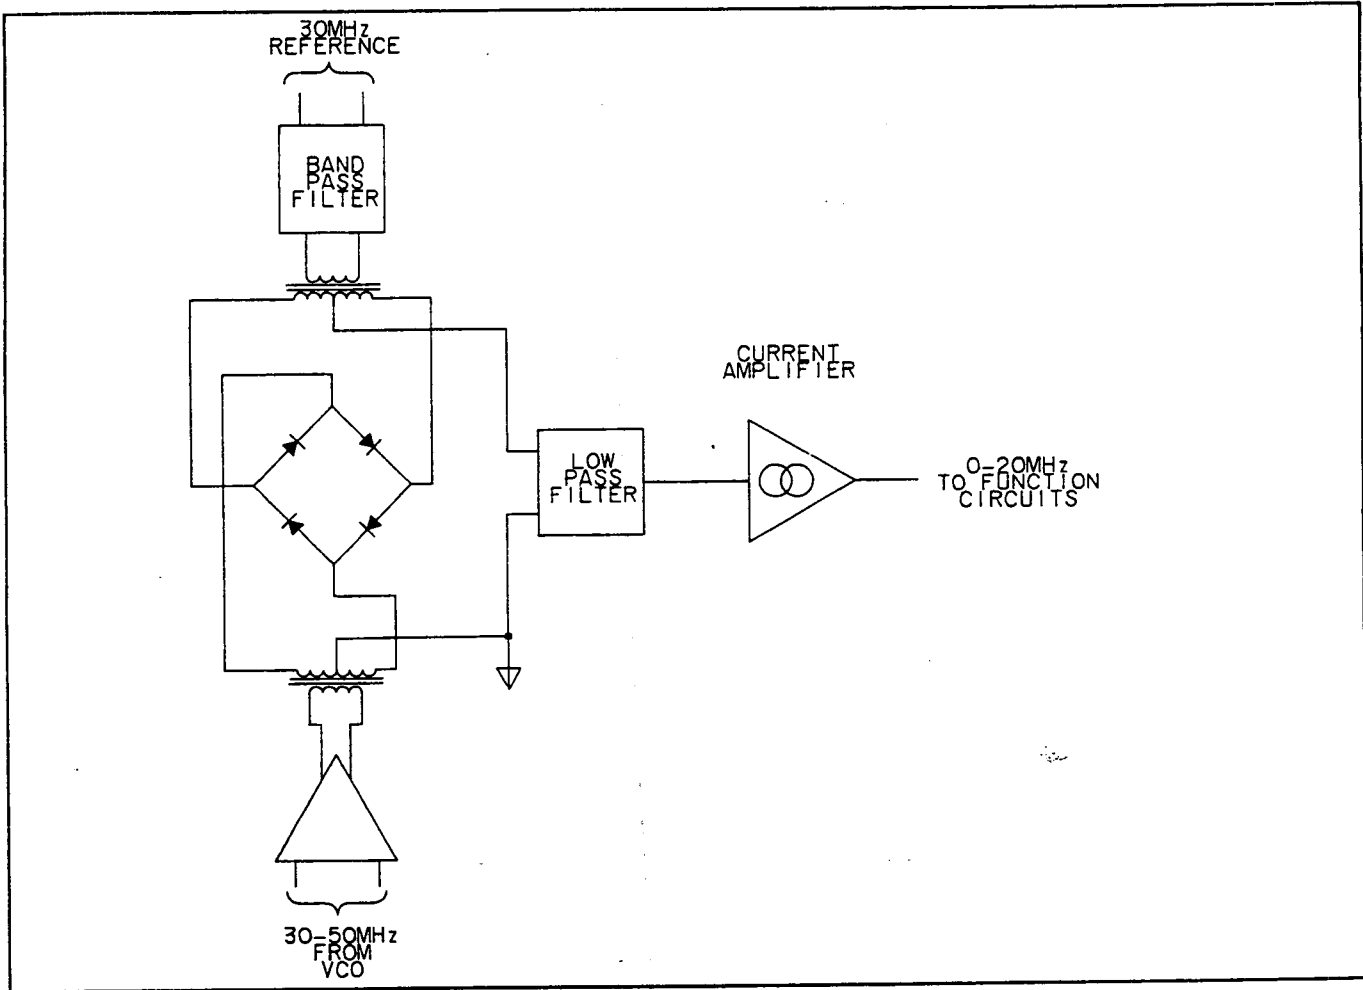 30MHz
REFERENCE
BAND
PASS
FILTER
CURRENT
AMPLIFIER
LOW
PASS
FILTER
0-20MHz
TO FUNCTION
CIRCUITS
30-50MHz
FROM
VCO